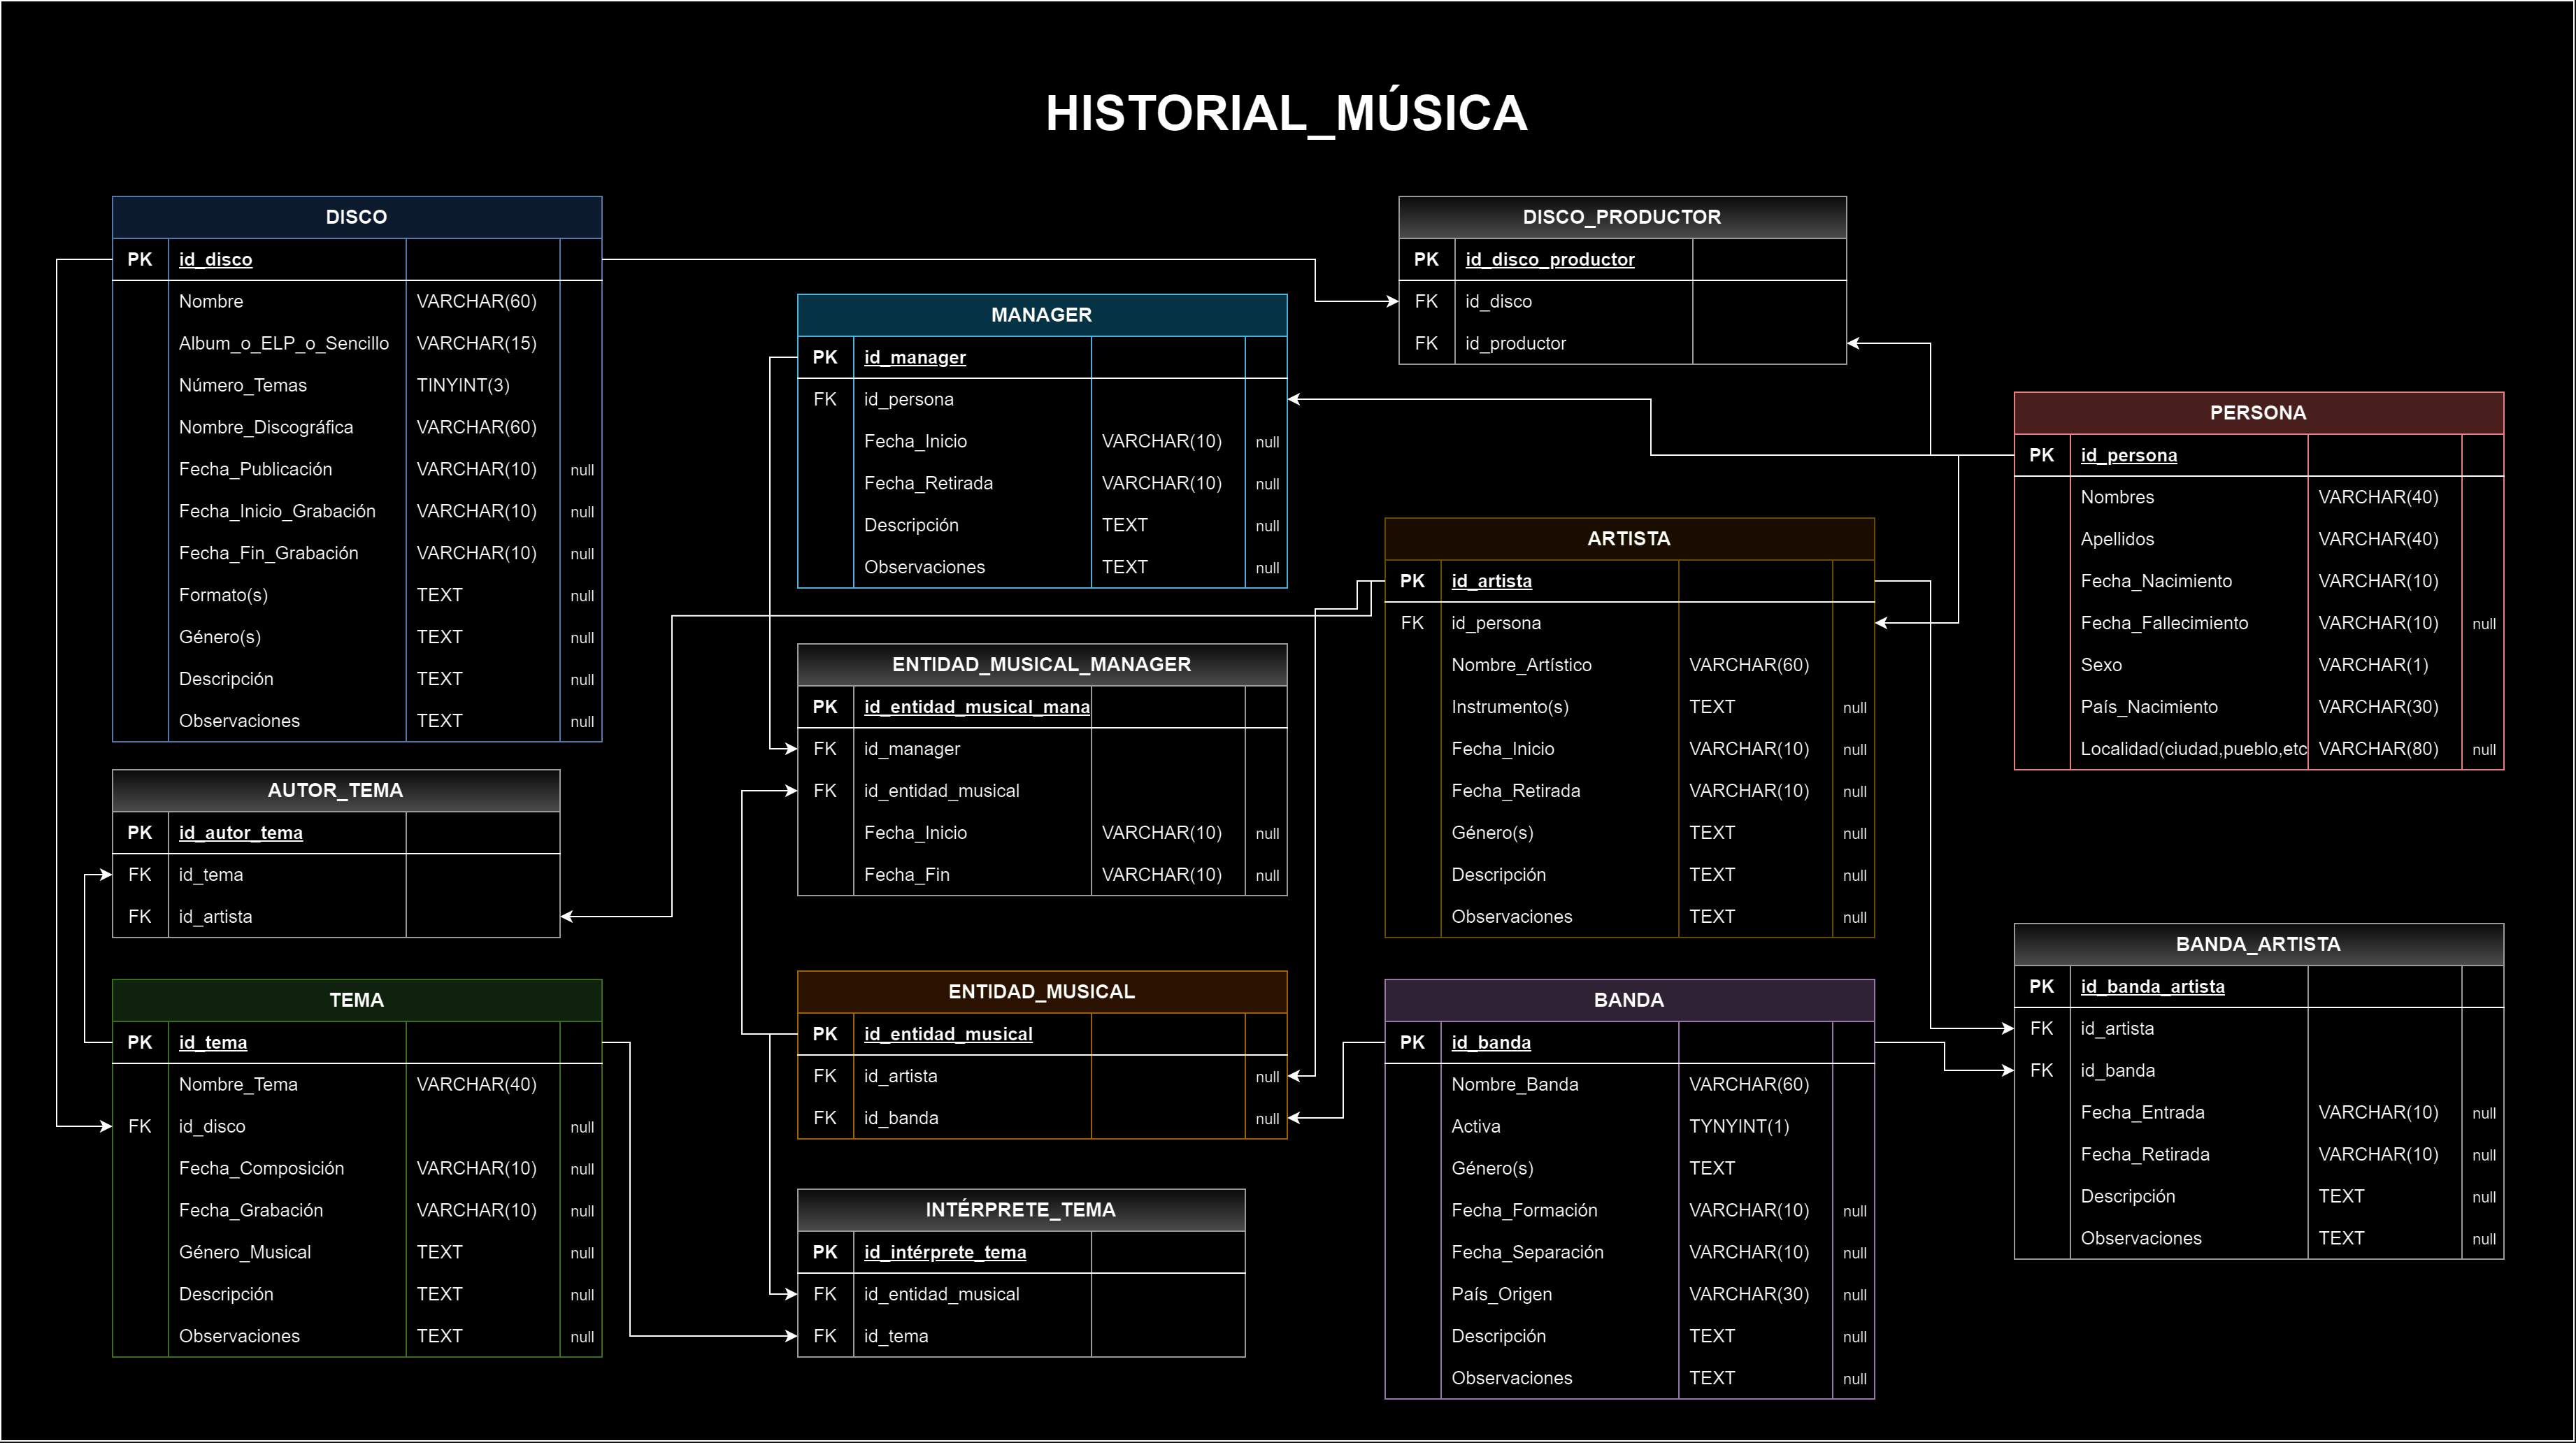 HISTORIAL_MÚSICA
DISCO
PK id_disco
Nombre VARCHAR(60)
Album_o_ELP_o_Sencillo VARCHAR(15)
Número_Temas TINYINT(3)
Nombre_Discográfica VARCHAR(60)
Fecha_Publicación VARCHAR(10) null
Fecha_Inicio_Grabación VARCHAR(10) null
Fecha_Fin_Grabación VARCHAR(10) null
Formato(s) TEXT null
Género(s) TEXT null
Descripción TEXT null
Observaciones TEXT null
AUTOR_TEMA
PK id_autor_tema
FK id_tema
FK id_artista
TEMA
PK id_tema
Nombre_Tema VARCHAR(40)
FK id_disco null
Fecha_Composición VARCHAR(10) null
Fecha_Grabación VARCHAR(10) null
Género_Musical TEXT null
Descripción TEXT null
Observaciones TEXT null
MANAGER
PK id_manager
FK id_persona
Fecha_Inicio VARCHAR(10) null
Fecha_Retirada VARCHAR(10) null
Descripción TEXT null
Observaciones TEXT null
ENTIDAD_MUSICAL_MANAGER
PK id_entidad_musical_mana
FK id_manager
FK id_entidad_musical
Fecha_Inicio VARCHAR(10) null
Fecha_Fin VARCHAR(10) null
ENTIDAD_MUSICAL
PK id_entidad_musical
FK id_artista null
FK id_banda null
INTÉRPRETE_TEMA
PK id_intérprete_tema
FK id_entidad_musical
FK id_tema
DISCO_PRODUCTOR
PK id_disco_productor
FK id_disco
FK id_productor
ARTISTA
PK id_artista
FK id_persona
Nombre_Artístico VARCHAR(60)
Instrumento(s) TEXT null
Fecha_Inicio VARCHAR(10) null
Fecha_Retirada VARCHAR(10) null
Género(s) TEXT null
Descripción TEXT null
Observaciones TEXT null
BANDA
PK id_banda
Nombre_Banda VARCHAR(60)
Activa TYNYINT(1)
Género(s) TEXT
Fecha_Formación VARCHAR(10) null
Fecha_Separación VARCHAR(10) null
País_Origen VARCHAR(30) null
Descripción TEXT null
Observaciones TEXT null
PERSONA
PK id_persona
Nombres VARCHAR(40)
Apellidos VARCHAR(40)
Fecha_Nacimiento VARCHAR(10)
Fecha_Fallecimiento VARCHAR(10) null
Sexo VARCHAR(1)
País_Nacimiento VARCHAR(30)
Localidad(ciudad,pueblo,etc VARCHAR(80) null
BANDA_ARTISTA
PK id_banda_artista
FK id_artista
FK id_banda
Fecha_Entrada VARCHAR(10) null
Fecha_Retirada VARCHAR(10) null
Descripción TEXT null
Observaciones TEXT null